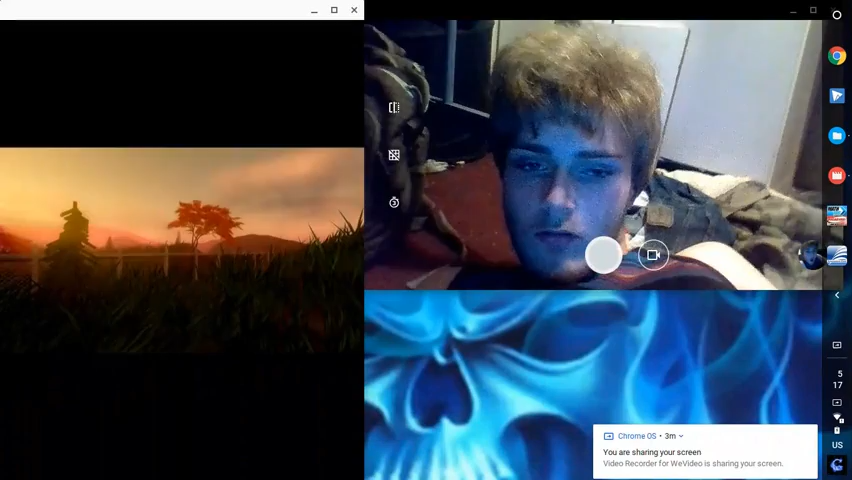 Chrome OS • 3m
You are sharing your screen
Video Recorder for WeVideo is sharing your screen.
5
17
US